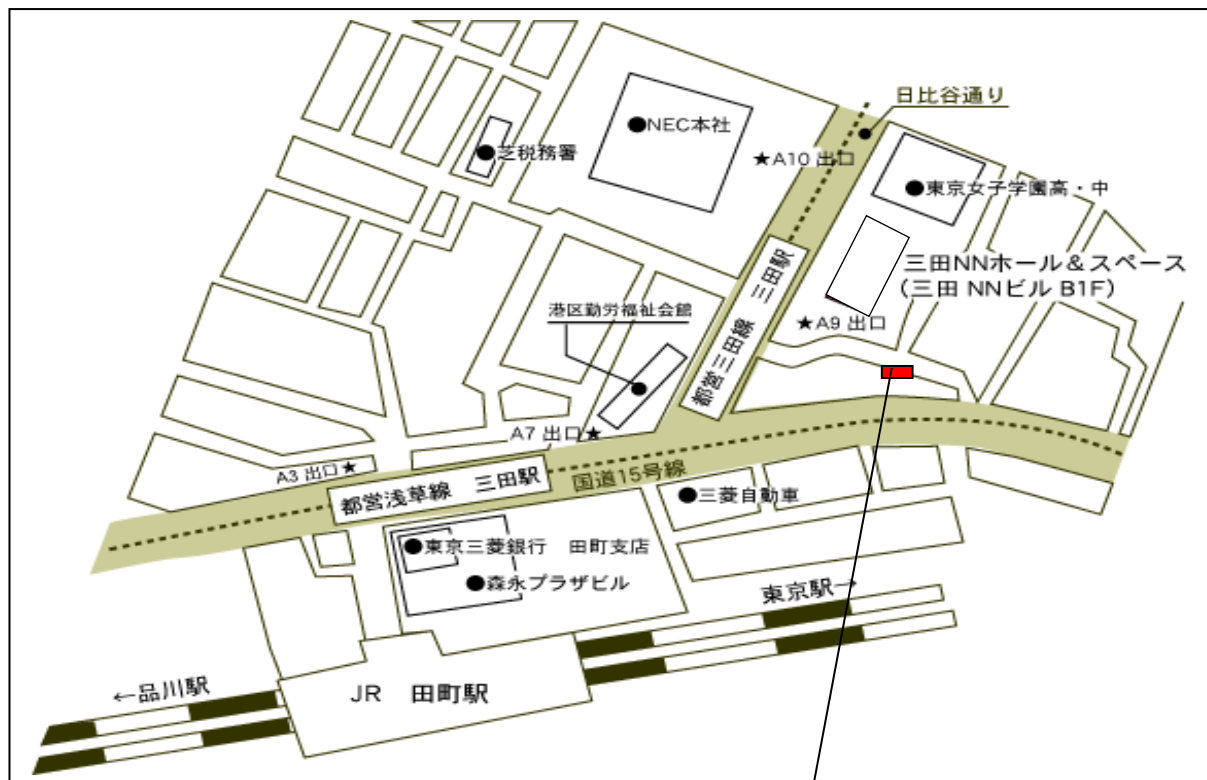 日比谷通り
●NEC本社
●芝税務署
★A10 出口
●東京女子学園高・中
三田NNホール＆スペース
（三田 NNビル B1F）
都営三田線　三田駅
港区勤労福祉会館
★A9 出口
A7 出口★
A3 出口★
都営浅草線　三田駅
国道15号線
●三菱自動車
●東京三菱銀行　田町支店
●森永プラザビル
東京駅→
←品川駅
JR　田町駅